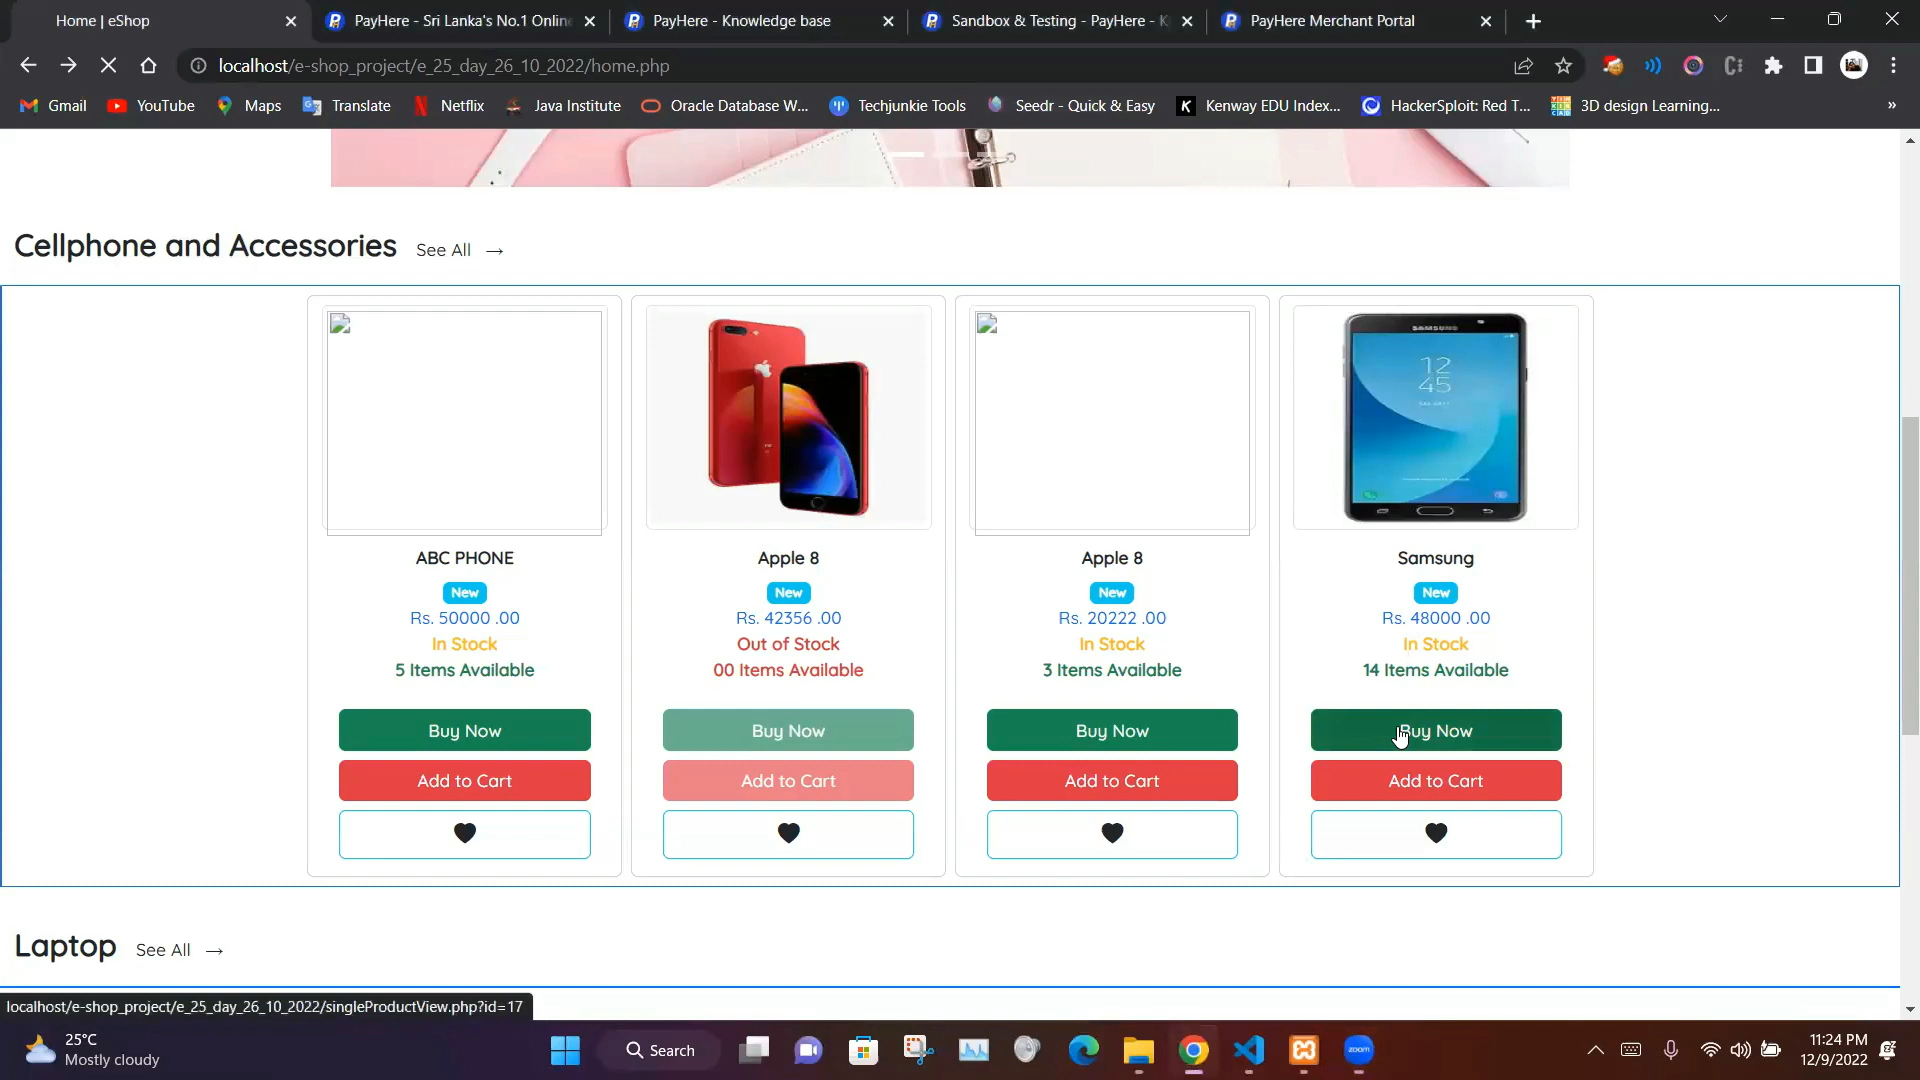 Home | eShop
PayHere - Sri Lanka's No.1 Onlin
PayHere - Knowledge base
Sandbox & Testing - PayHere - K
PayHere Merchant Portal
localhost/e-shop_project/e_25_day_26_10_2022/home.php
Gmail
YouTube
Maps
Translate
Netflix
Java Institute
Oracle Database W...
Techjunkie Tools
Seedr - Quick & Easy
Kenway EDU Index...
HackerSploit: Red T...
3D design Learning...
Cellphone and Accessories See All →
SAMSUNG
12
45
ABC PHONE
Apple 8
Apple 8
Samsung
New
New
New
New
Rs. 50000 .00
Rs. 42356 .00
Rs. 20222 .00
Rs. 48000 .00
In Stock
Out of Stock
In Stock
In Stock
5 Items Available
00 Items Available
3 Items Available
14 Items Available
Buy Now
Buy Now
Buy Now
Buy Now
Add to Cart
Add to Cart
Add to Cart
Add to Cart
Laptop See All →
localhost/e-shop_project/e_25_day_26_10_2022/singleProductView.php?id=17
25°C
Mostly cloudy
Search
zoom
11:24 PM
12/9/2022